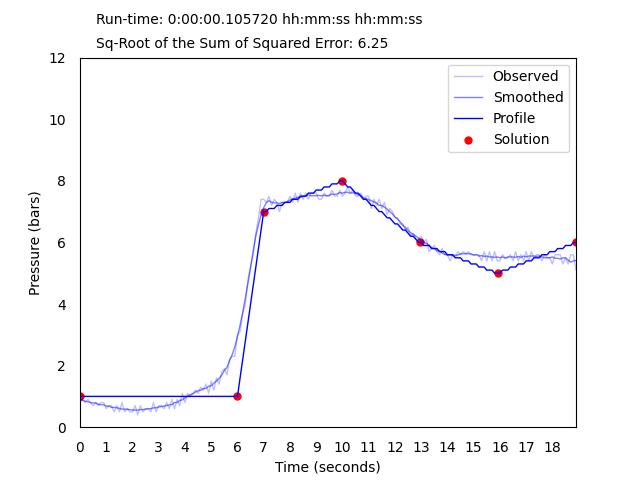 Run-time: 0:00:00.105720 hh:mm:ss hh:mm:ss
Sq-Root of the Sum of Squared Error: 6.25
Observed
Smoothed
Profile
Solution
Pressure (bars)
12
10
8
6
4
2
0
0 1 2 3 4 5 6 7 8 9 10 11 12 13 14 15 16 17 18
Time (seconds)